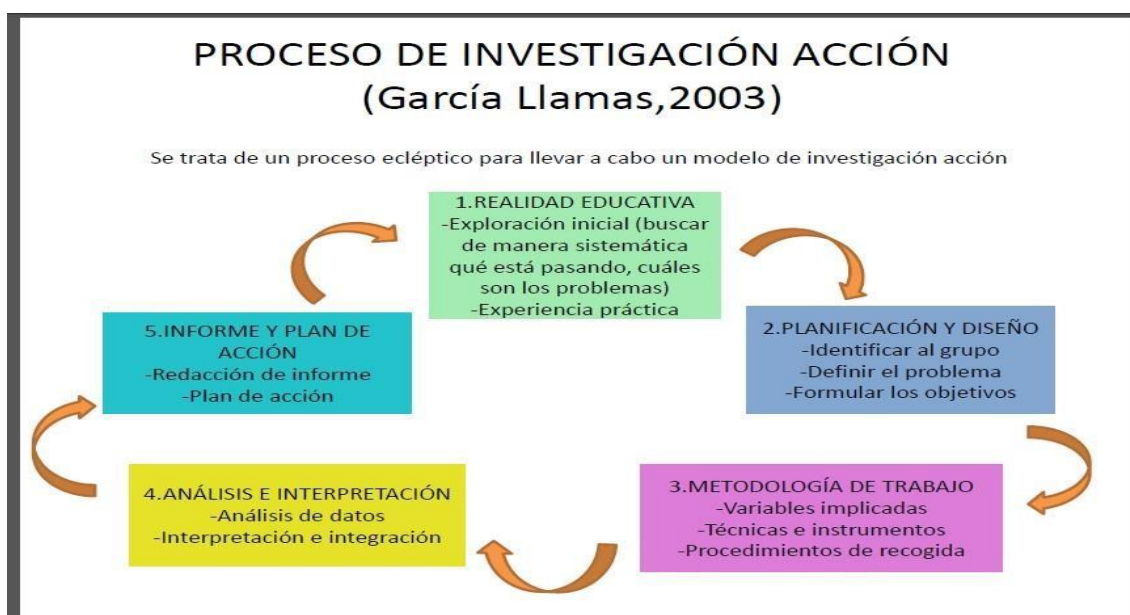 PROCESO DE INVESTIGACIÓN ACCIÓN
(García Llamas,2003)
Se trata de un proceso ecléptico para llevar a cabo un modelo de investigación acción
1.REALIDAD EDUCATIVA
-Exploración inicial (buscar
de manera sistemática
qué está pasando, cuáles
son los problemas)
-Experiencia práctica
2.PLANIFICACIÓN Y DISEÑO
-Identificar al grupo
-Definir el problema
-Formular los objetivos
3.METODOLOGÍA DE TRABAJO
-Variables implicadas
-Técnicas e instrumentos
-Procedimientos de recogida
4.ANÁLISIS E INTERPRETACIÓN
-Análisis de datos
-Interpretación e integración
5.INFORME Y PLAN DE
ACCIÓN
-Redacción de informe
-Plan de acción